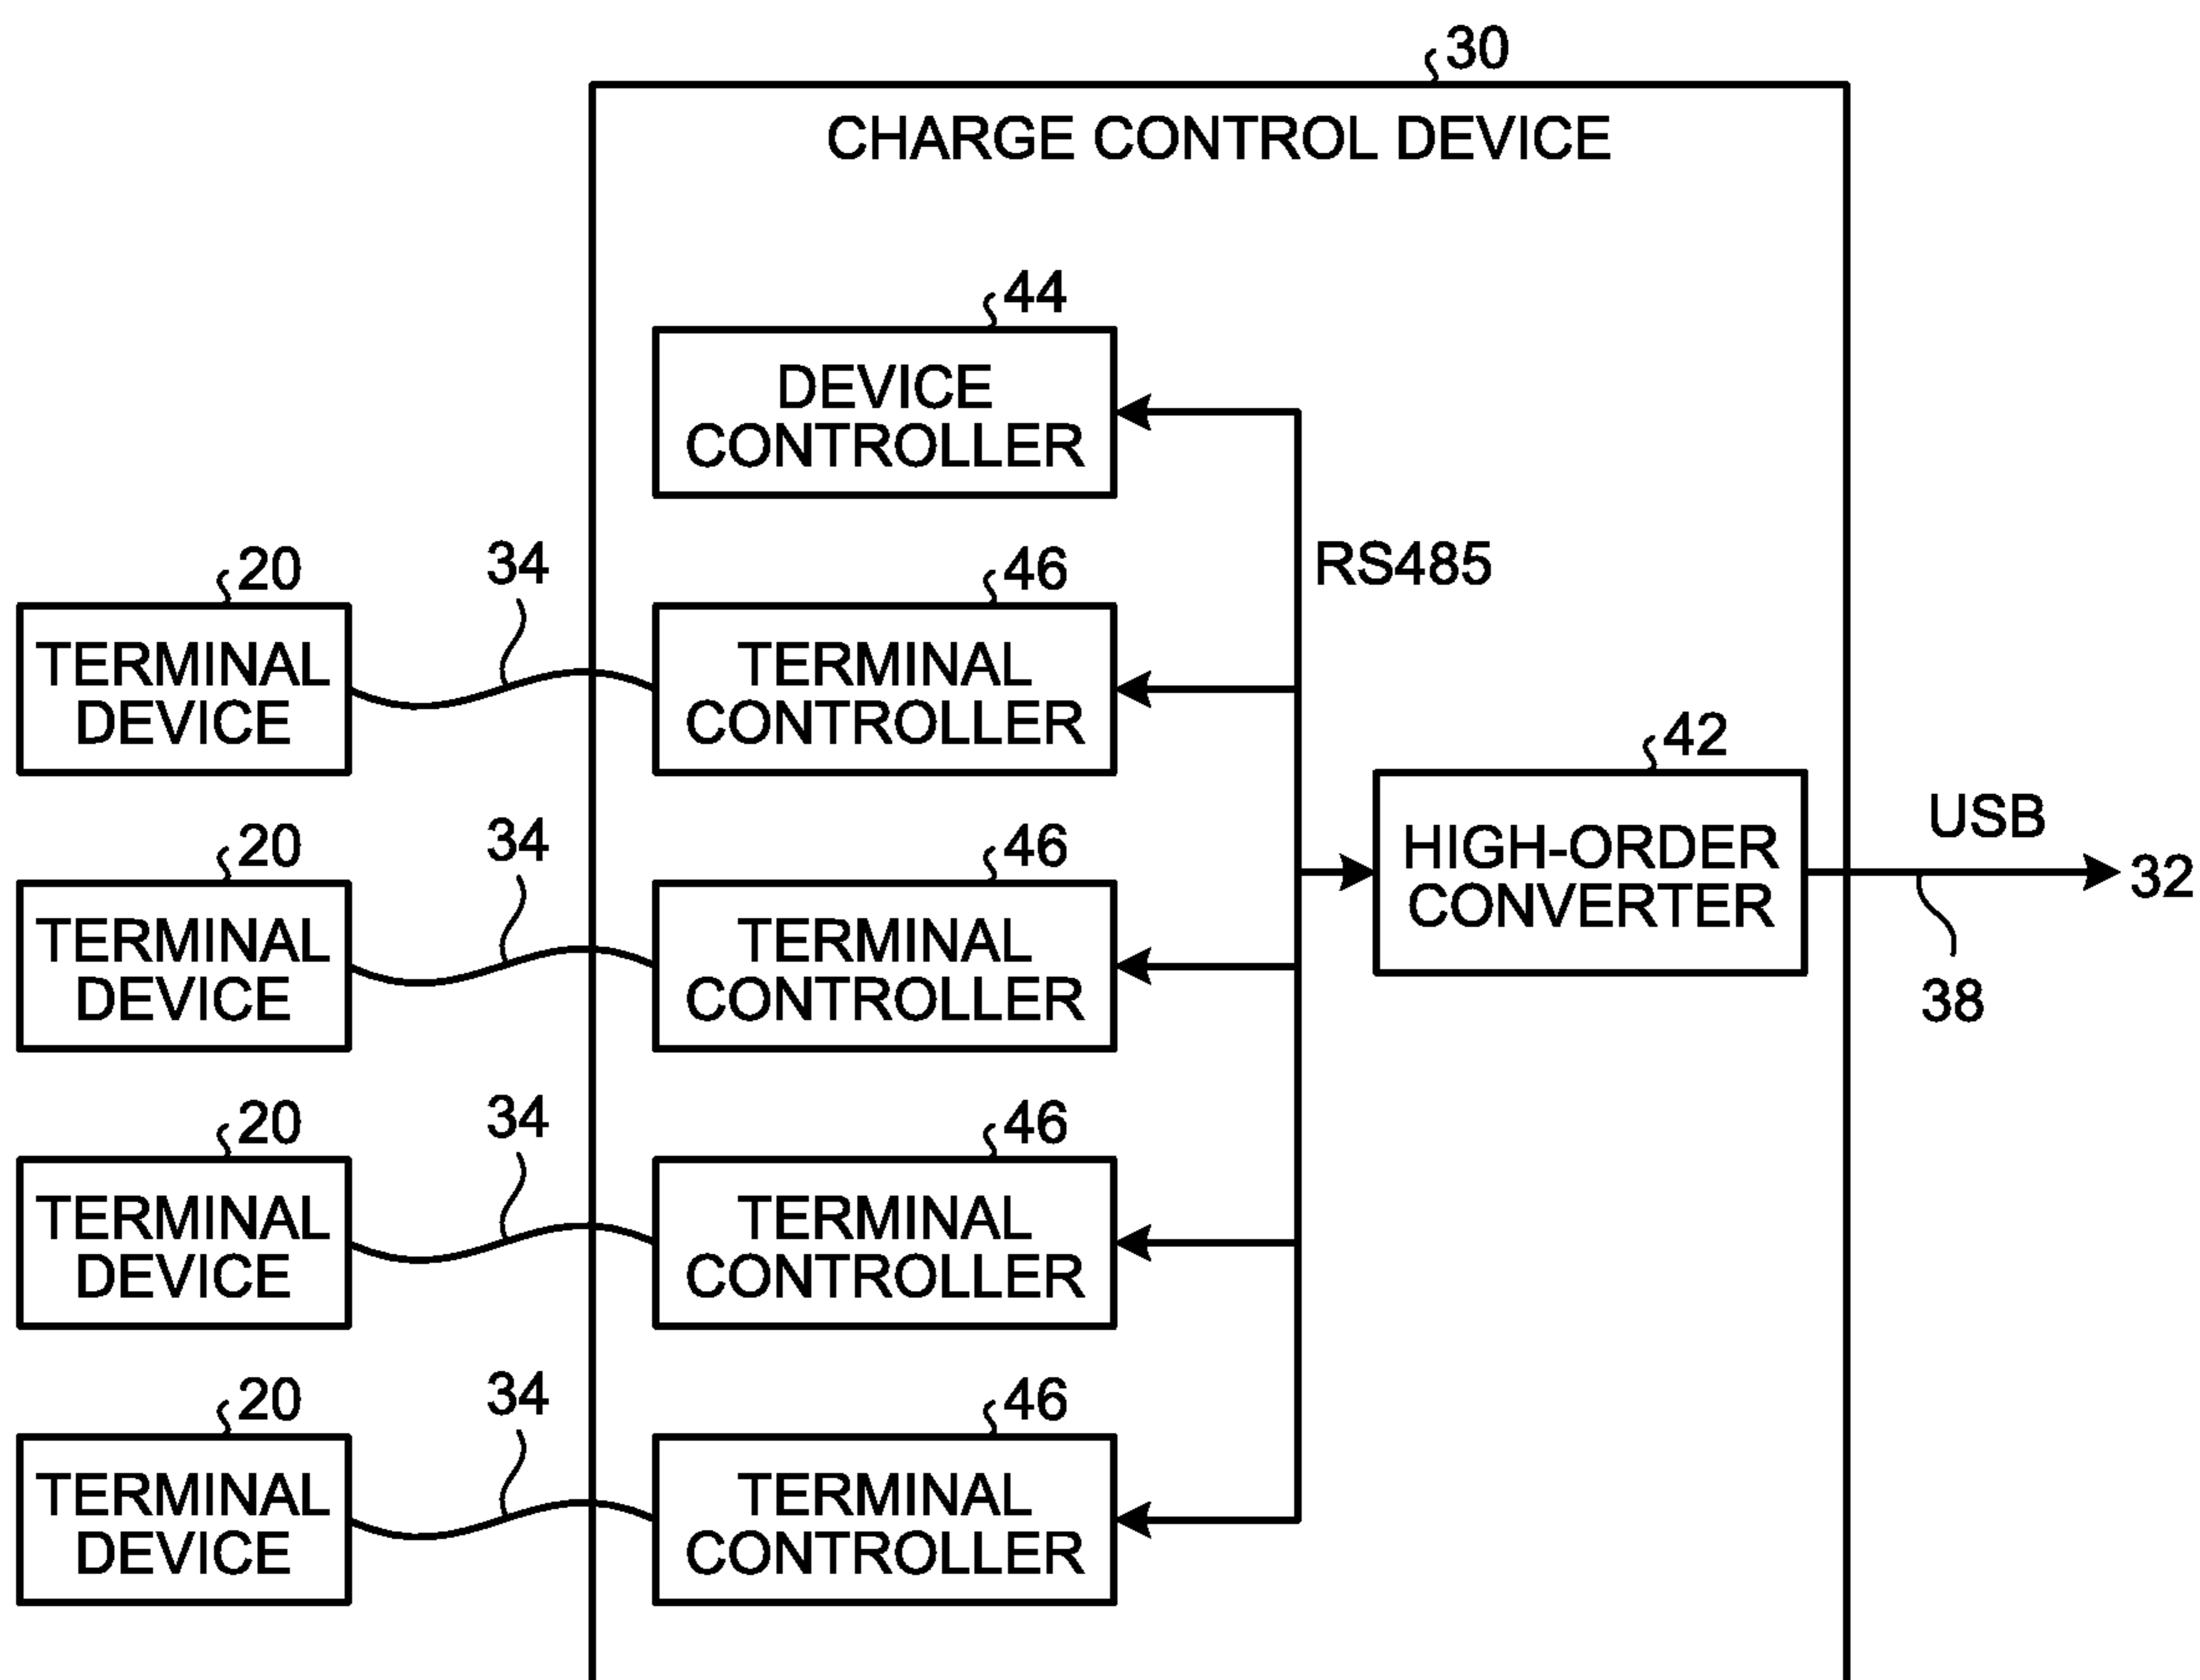 30
CHARGE CONTROL DEVICE
44
DEVICE
CONTROLLER
RS485
20
34
46
TERMINAL
DEVICE
TERMINAL
CONTROLLER
42
HIGH-ORDER
CONVERTER
USB
32
38
20
34
46
TERMINAL
DEVICE
TERMINAL
CONTROLLER
20
34
46
TERMINAL
DEVICE
TERMINAL
CONTROLLER
20
34
46
TERMINAL
DEVICE
TERMINAL
CONTROLLER